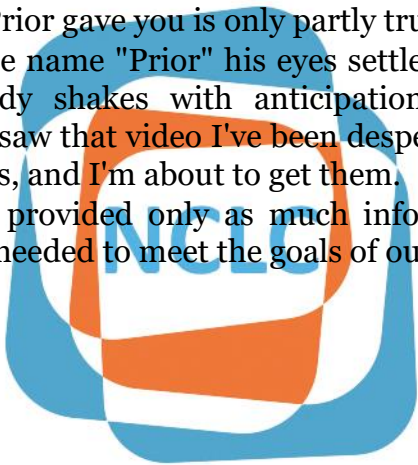 Prior gave you is only partly tru
e name "Prior" his eyes settle
dy shakes with anticipation
saw that video I've been despe
s, and I'm about to get them.
provided only as much info
needed to meet the goals of ou
NCLC